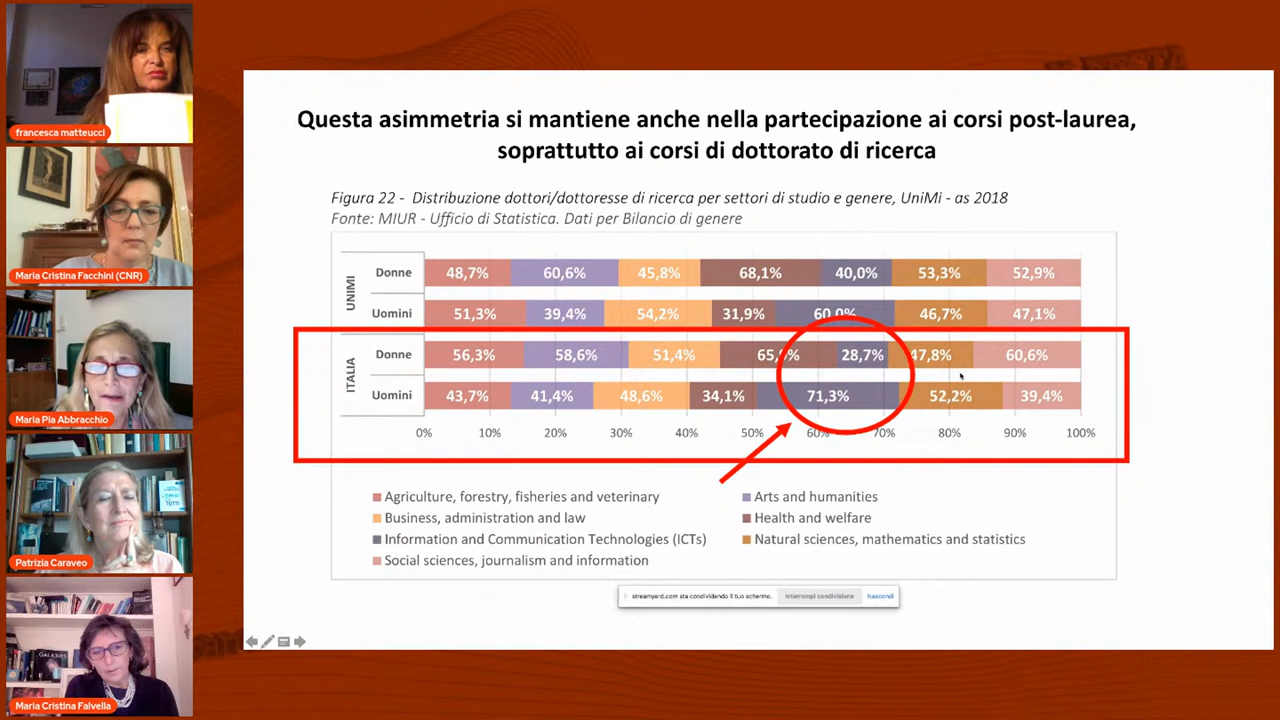 francesca matteucci
Maria Cristina Facchini (CNR)
Maria Pia Abbracchio
Patrizia Caraveo
GALAXIES
Maria Cristina Falvella
Questa asimmetria si mantiene anche nella partecipazione ai corsi post-laurea,
soprattutto ai corsi di dottorato di ricerca
Figura 22 - Distribuzione dottori/dottoresse di ricerca per settori di studio e genere, UniMi - as 2018
Fonte: MIUR - Ufficio di Statistica. Dati per Bilancio di genere
UNIMI
Donne 48,7% 60,6% 45,8% 68,1% 40,0% 53,3% 52,9%
Uomini 51,3% 39,4% 54,2% 31,9% 60,0% 46,7% 47,1%
ITALIA
Donne 56,3% 58,6% 51,4% 28,7% 47,8% 60,6%
Uomini 43,7% 41,4% 48,6% 34,1% 71,3% 52,2% 39,4%
0% 10% 20% 30% 40% 50% 60% 70% 80% 90% 100%
Agriculture, forestry, fisheries and veterinary
Arts and humanities
Business, administration and law
Health and welfare
Information and Communication Technologies (ICTs)
Natural sciences, mathematics and statistics
Social sciences, journalism and information
streamyard.com sta condividendo il tuo schermo. Interrompi condivisione Nascondi